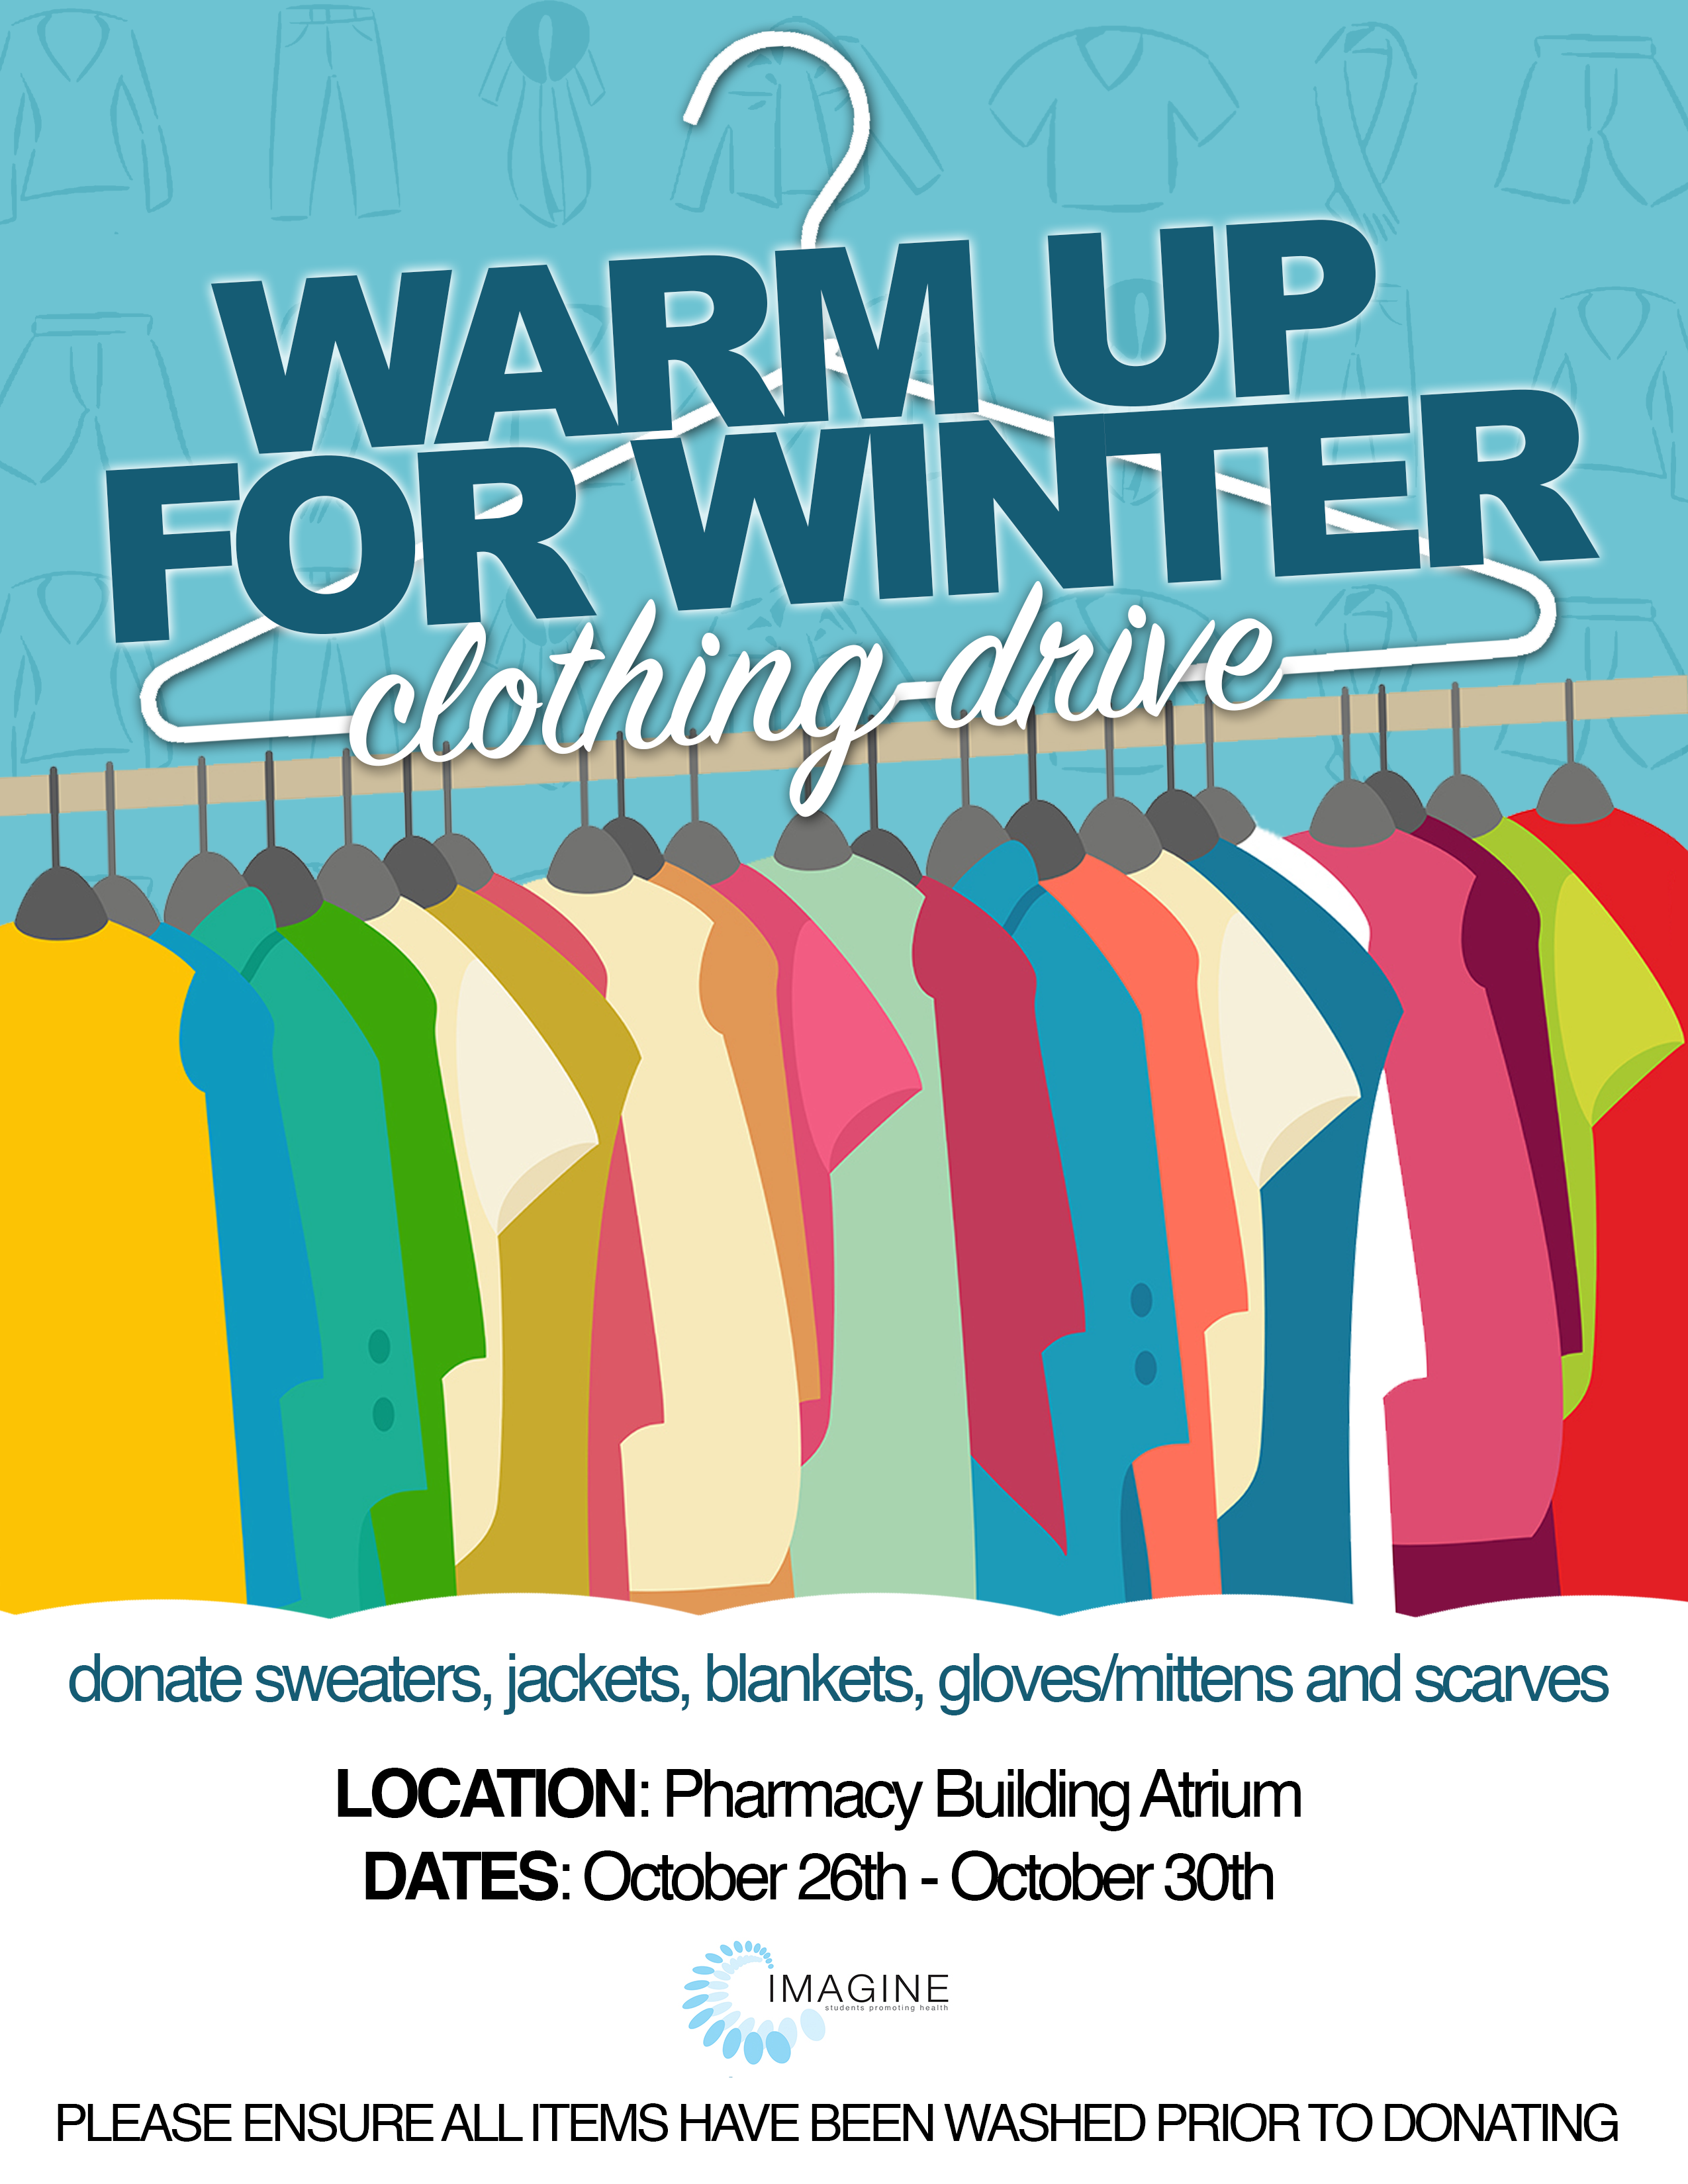 WARM UP
FOR WINTER
clothing drive
donate sweaters, jackets, blankets, gloves/mittens and scarves
LOCATION: Pharmacy Building Atrium
DATES: October 26th - October 30th
IMAGINE
students promoting health
PLEASE ENSURE ALL ITEMS HAVE BEEN WASHED PRIOR TO DONATING